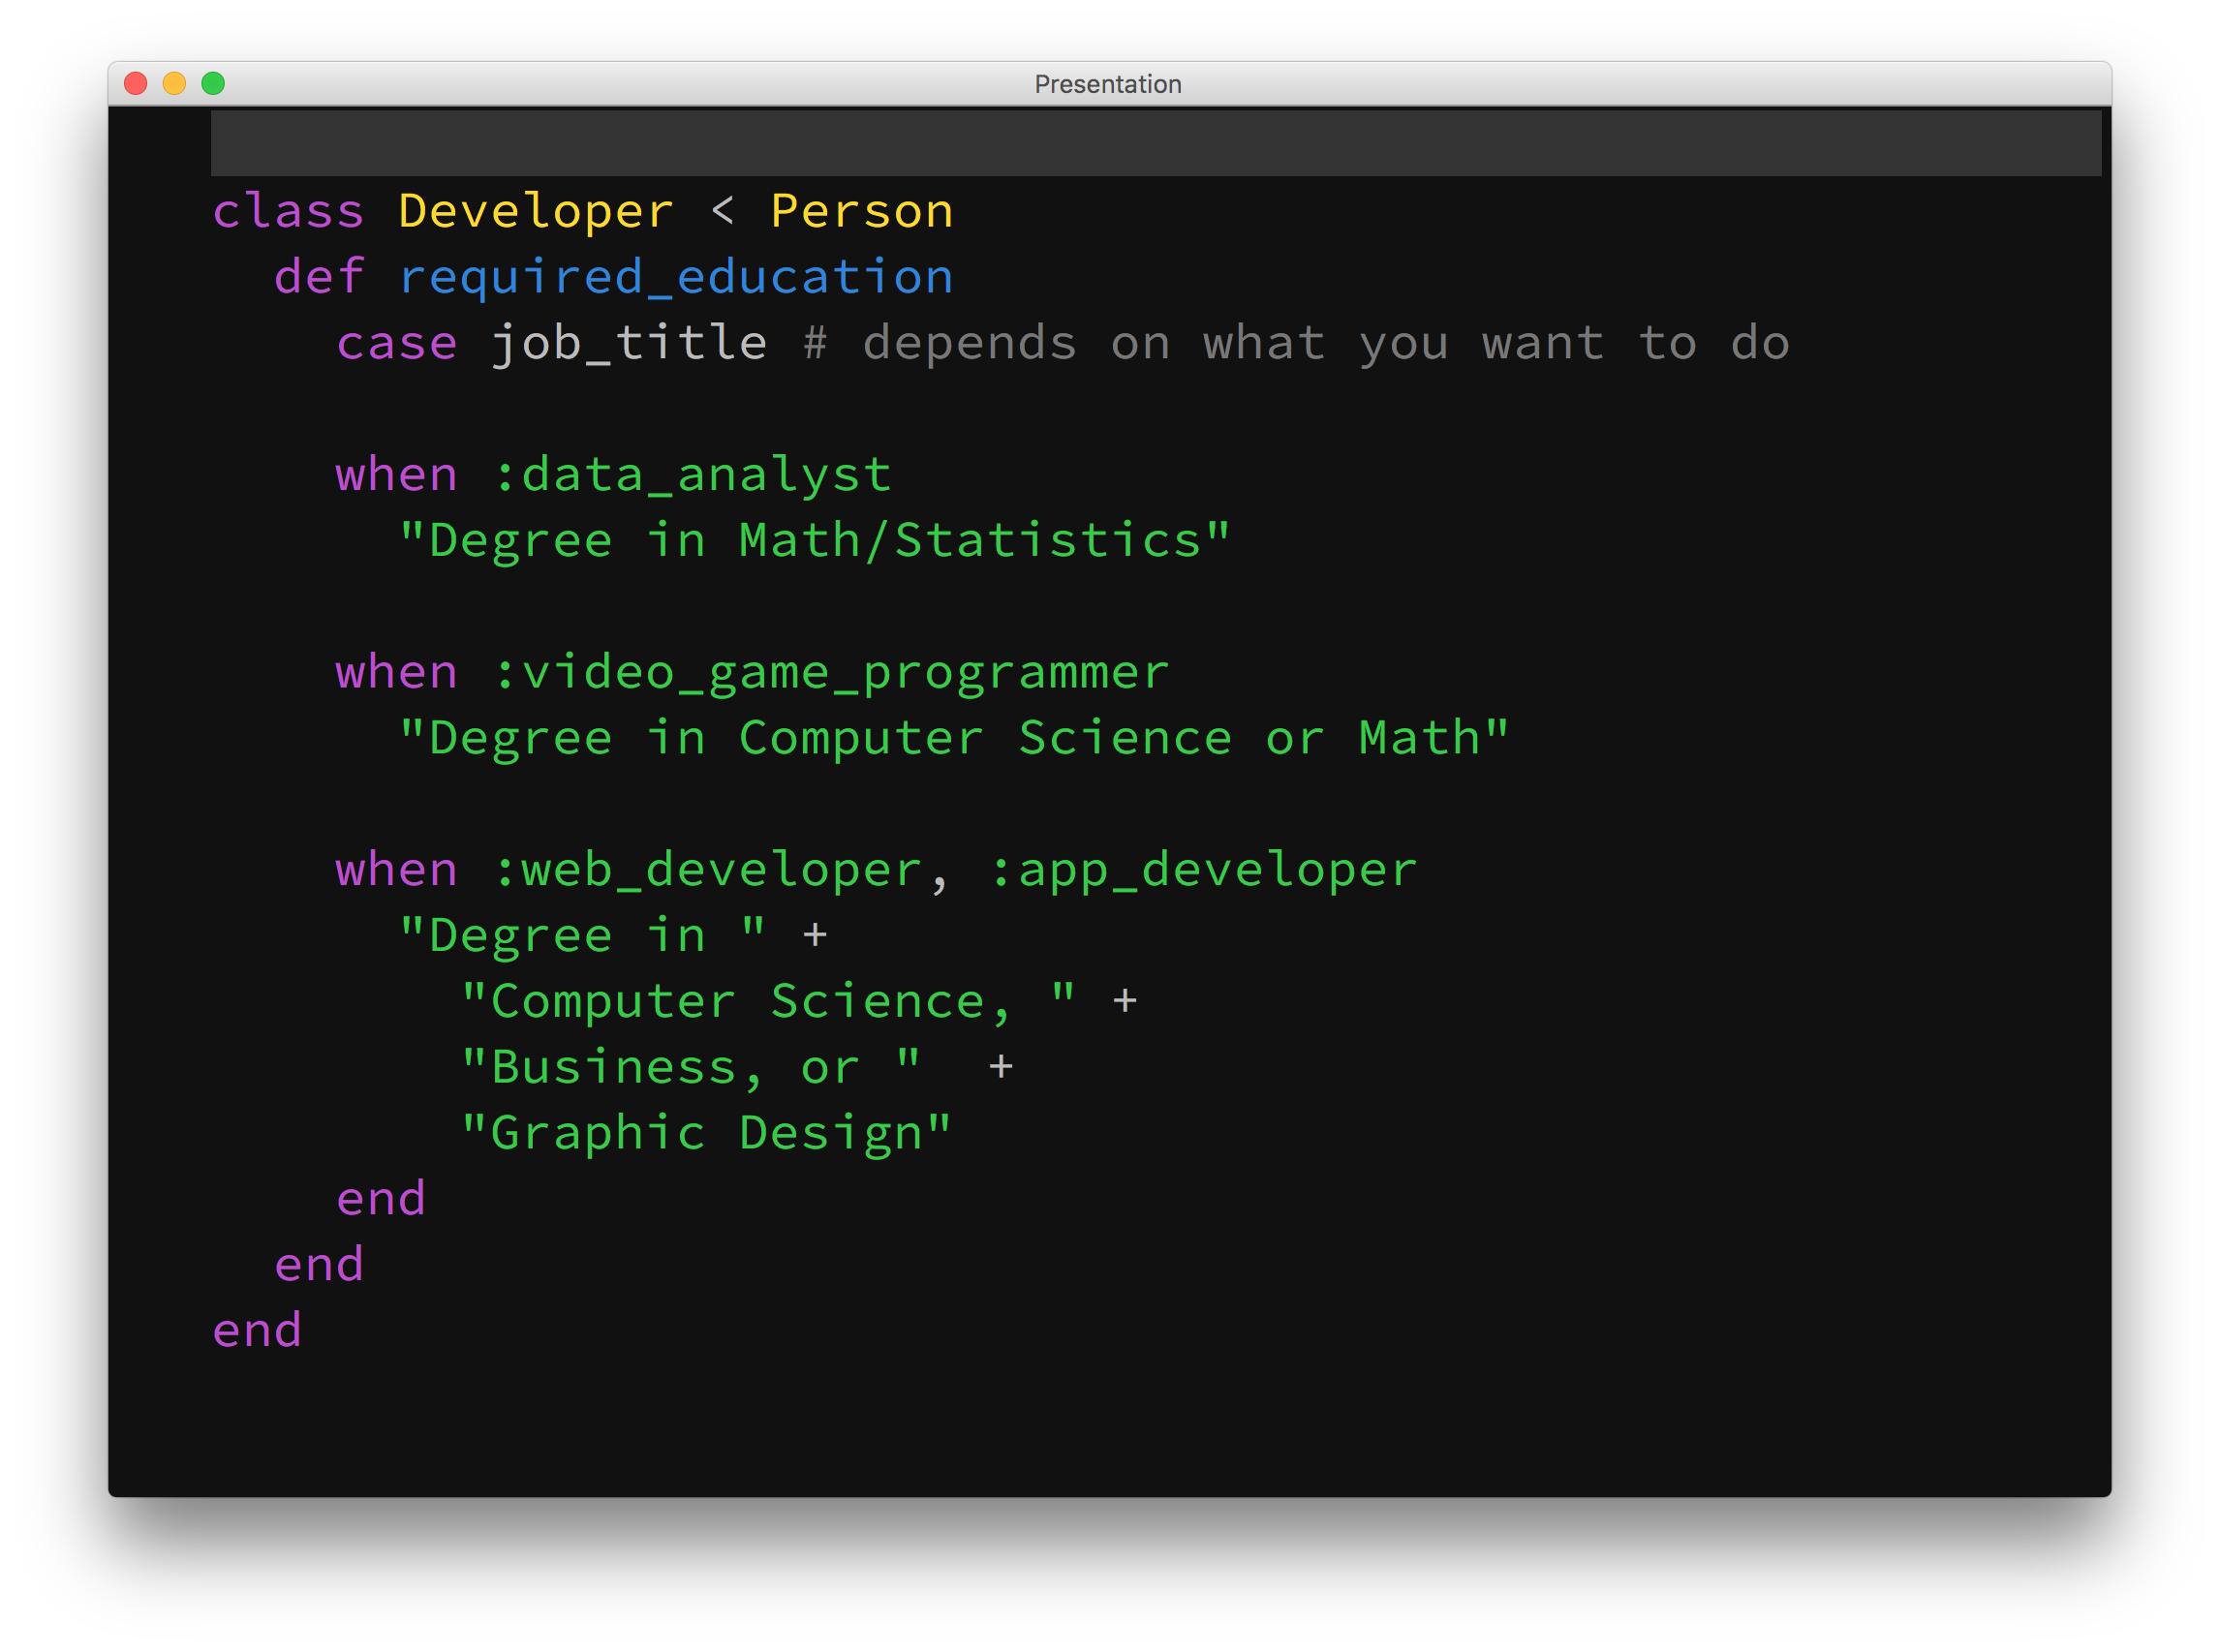 Presentation
class Developer < Person
  def required_education
    case job_title # depends on what you want to do

    when :data_analyst
      "Degree in Math/Statistics"

    when :video_game_programmer
      "Degree in Computer Science or Math"

    when :web_developer, :app_developer
      "Degree in " +
        "Computer Science, " +
        "Business, or "  +
        "Graphic Design"
    end
  end
end